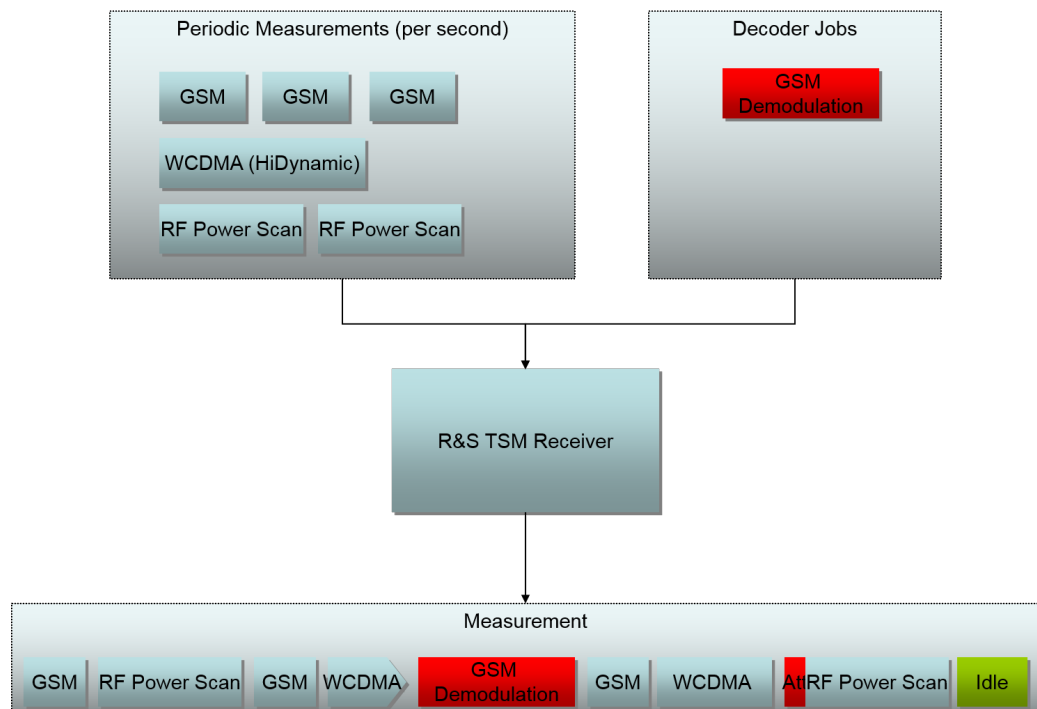 Periodic Measurements (per second)
Decoder Jobs
GSM
GSM
GSM
GSM
Demodulation
WCDMA (HiDynamic)
RF Power Scan
RF Power Scan
R&S TSM Receiver
Measurement
GSM
RF Power Scan
GSM
WCDMA
GSM
Demodulation
GSM
WCDMA
RF Power Scan
Idle